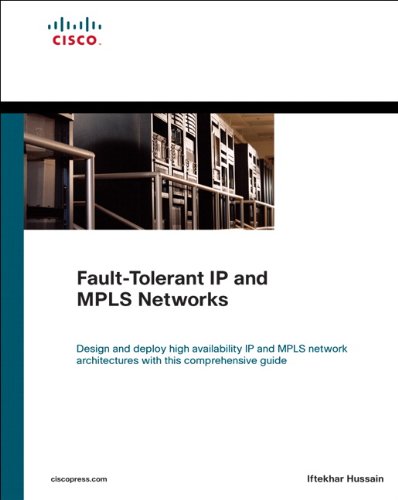 CISCO.
Fault-Tolerant IP and
MPLS Networks
Design and deploy high availability IP and MPLS network
architectures with this comprehensive guide
ciscopress.com
Iftekhar Hussain